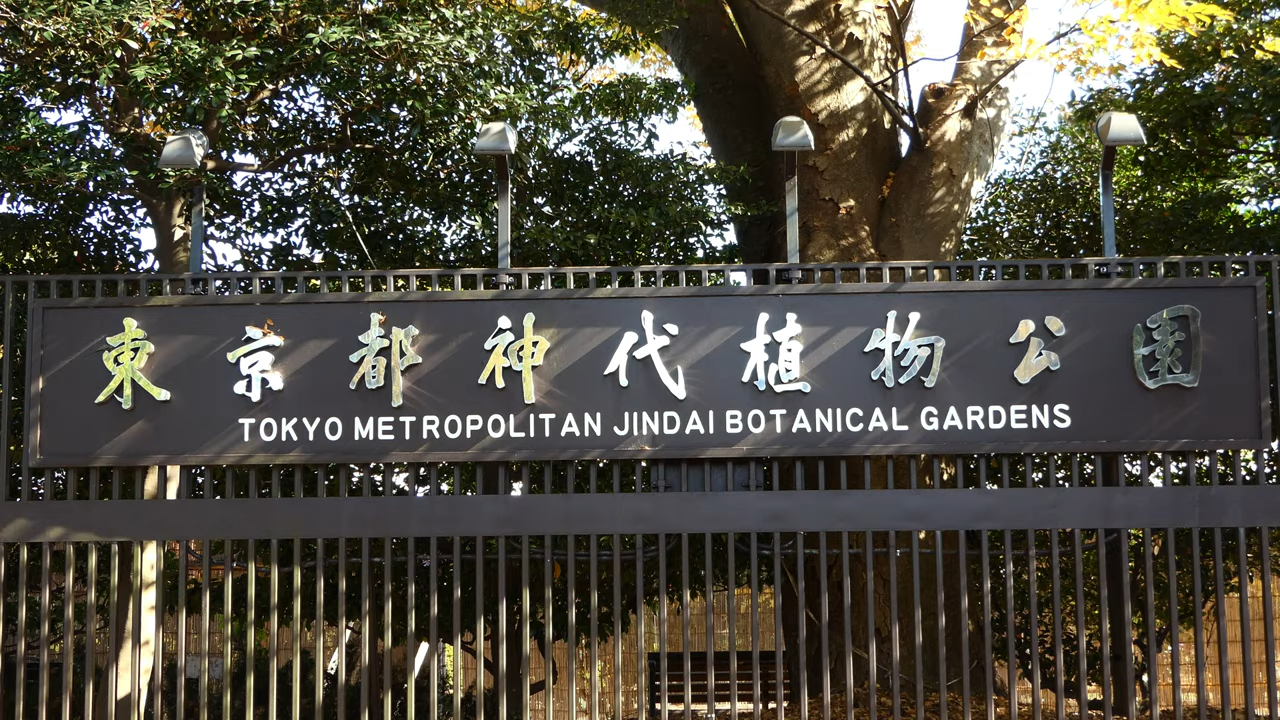 東京都神代植物公園
TOKYO METROPOLITAN JINDAI BOTANICAL GARDENS